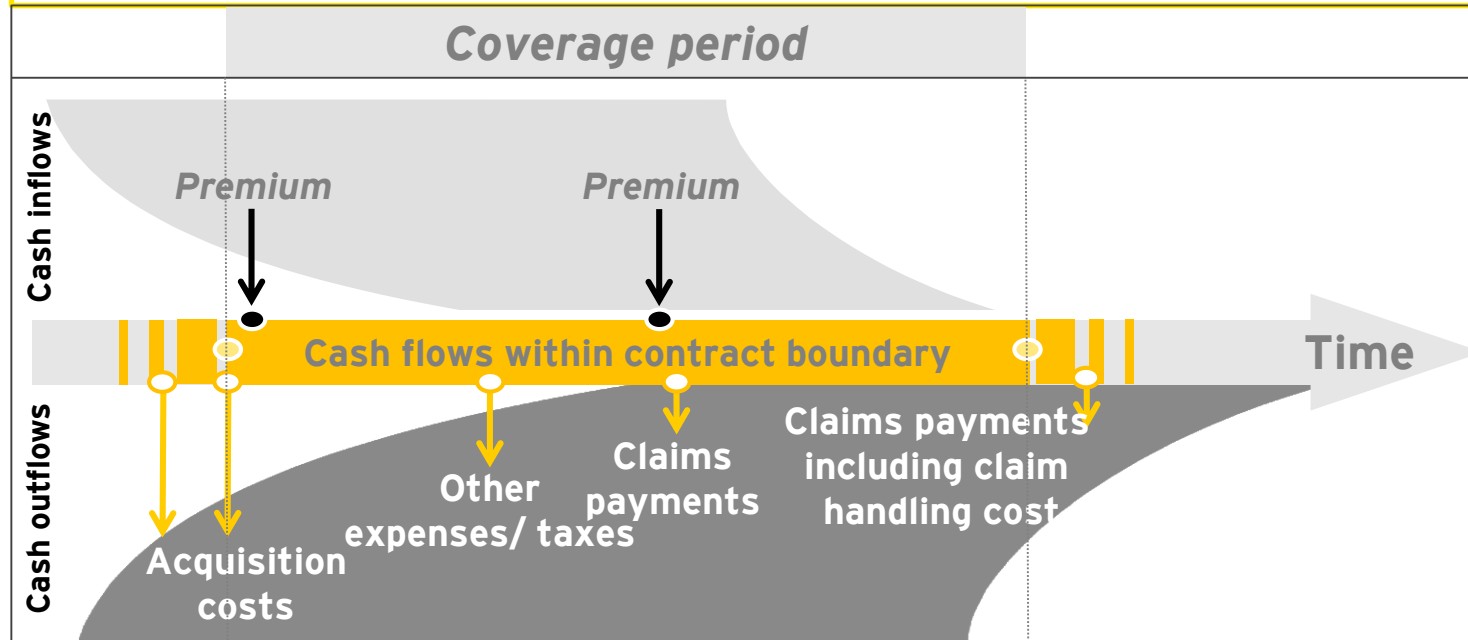 Coverage period
Cash inflows
Premium
Premium
Cash flows within contract boundary
Time
Cash outflows
Acquisition
costs
Other
expenses/ taxes
Claims
payments
Claims payments
including claim
handling cost